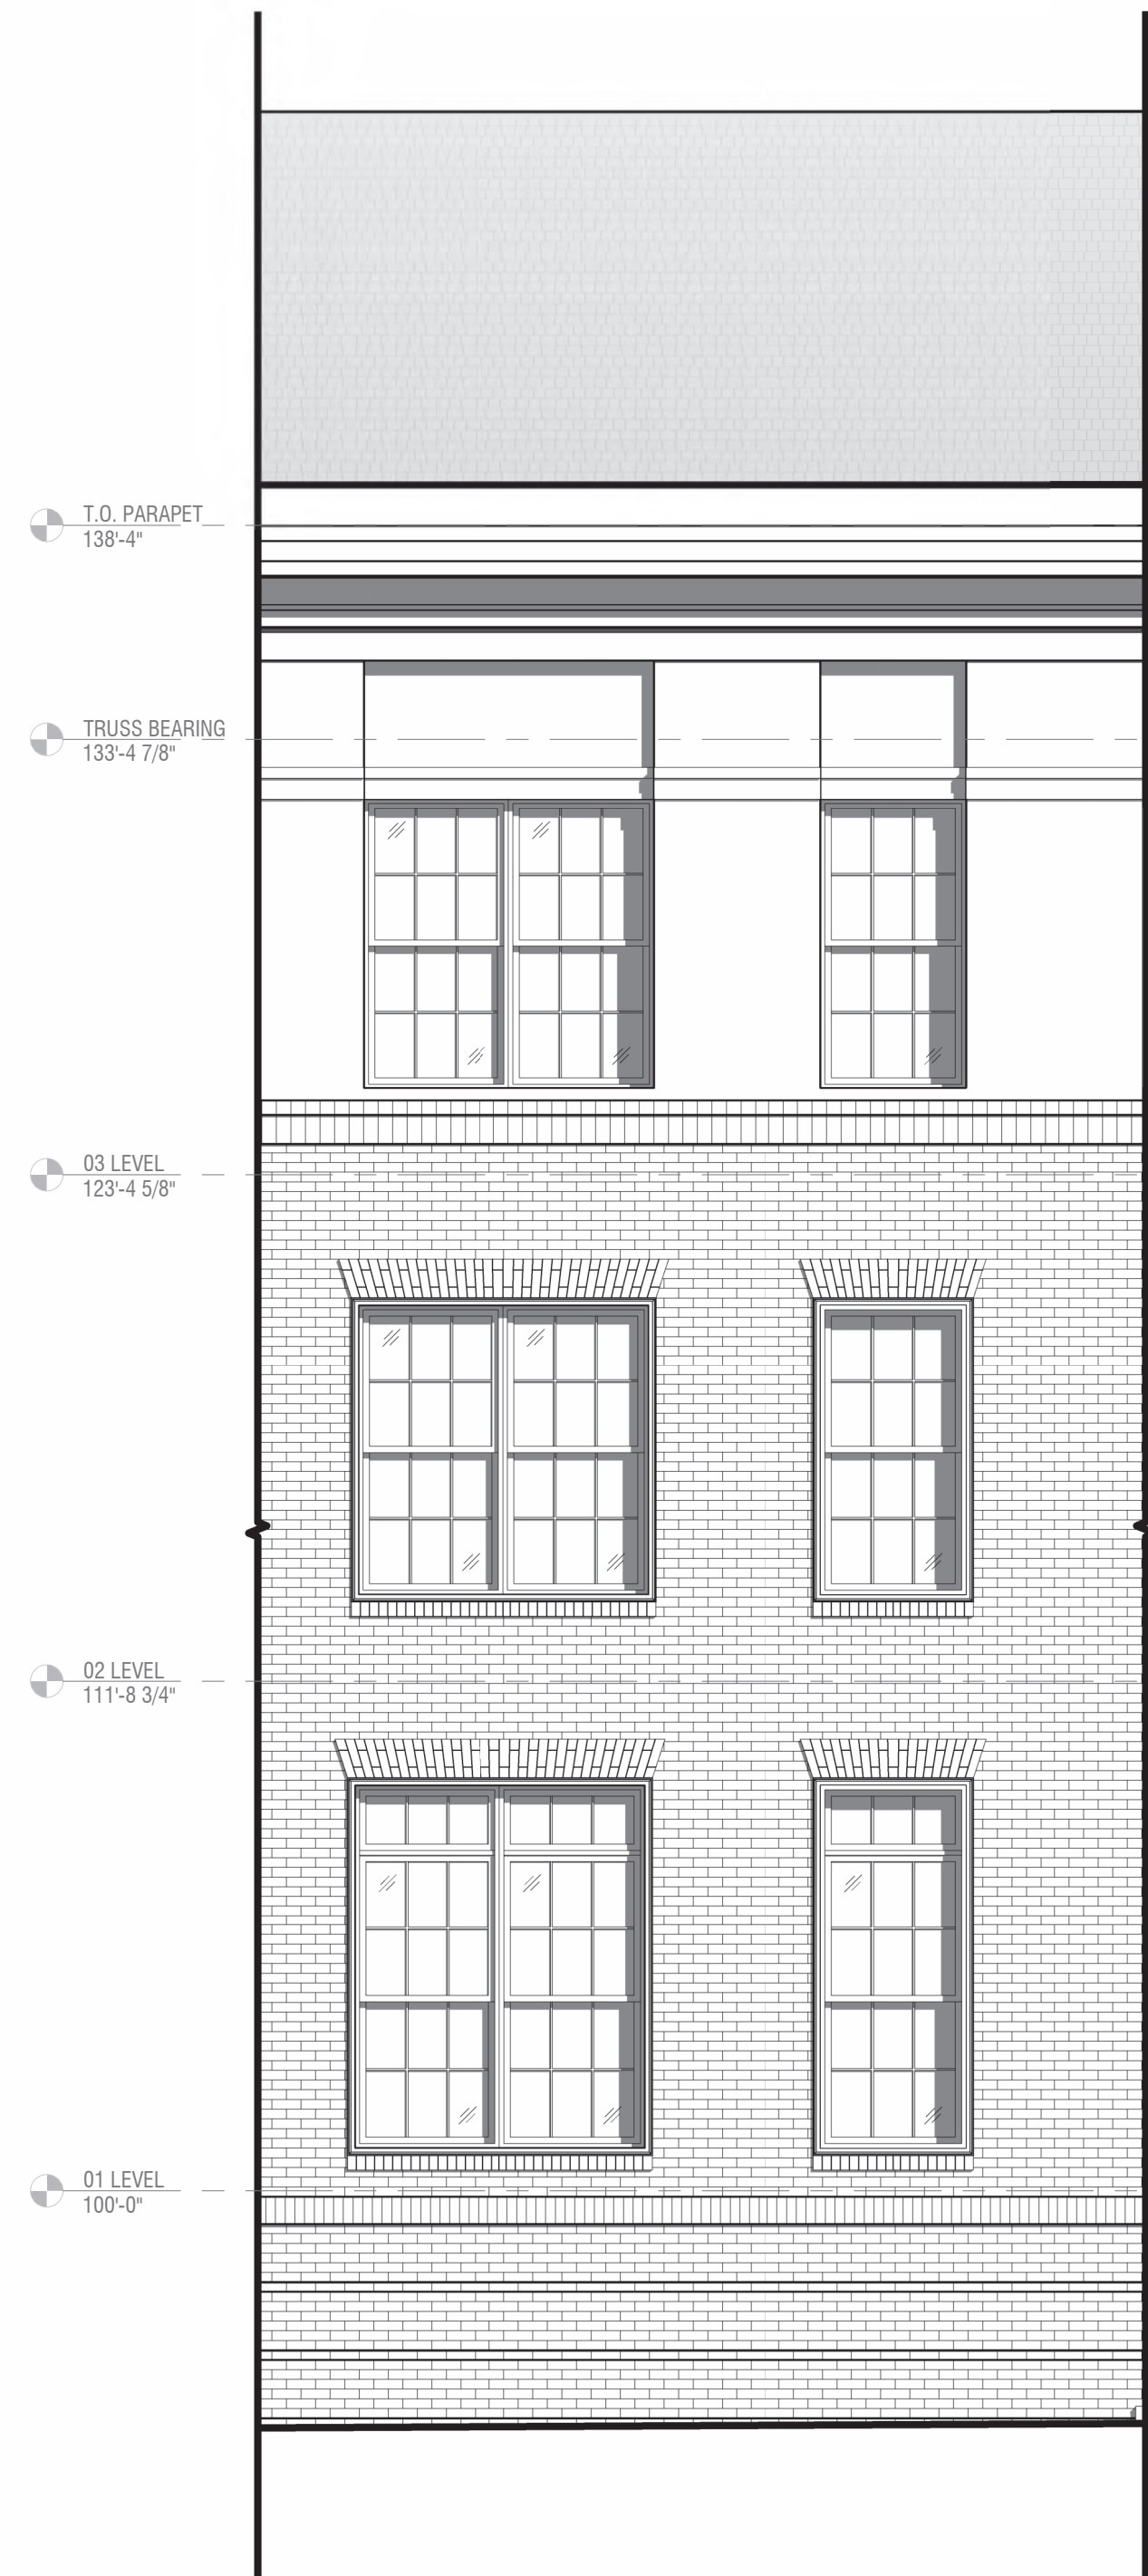 T.O. PARAPET
138'-4"
TRUSS BEARING
133'-4 7/8"
03 LEVEL
123'-4 5/8"
02 LEVEL
111'-8 3/4"
01 LEVEL
100'-0"